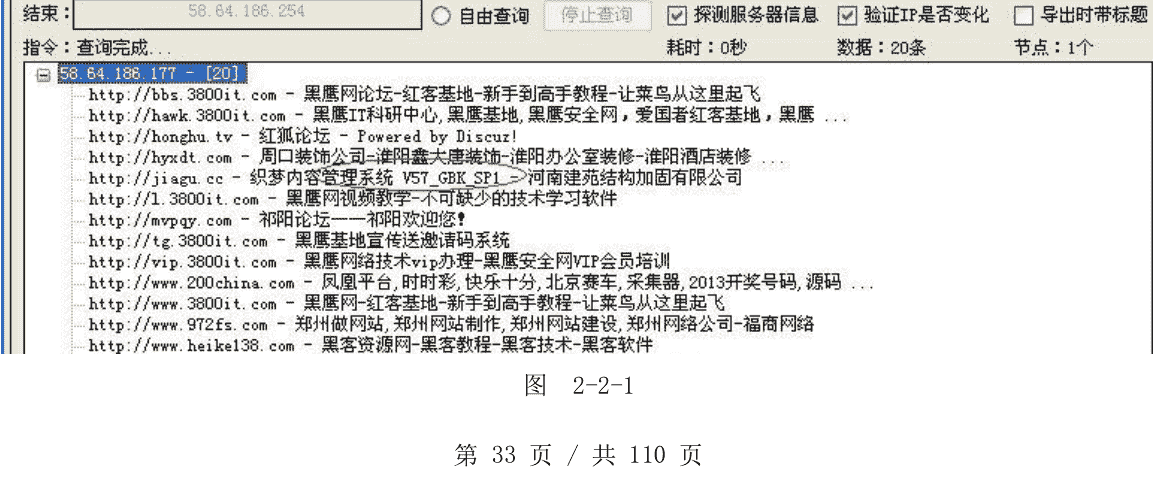 结束： 58.64.186.254 自由查询 停止查询 探测服务器信息 验证IP是否变化 导出时带标题
指令：查询完成... 耗时：0秒 数据：20条 节点：1个
58.64.186.177 - [20]
http://bbs.3800it.com - 黑鹰网论坛-红客基地-新手到高手教程-让菜鸟从这里起飞
http://hawk.3800it.com - 黑鹰IT科研中心,黑鹰基地,黑鹰安全网，爱国者红客基地，黑鹰 ...
http://honghu.tv - 红狐论坛 - Powered by Discuz!
http://hyxdt.com - 周口装饰公司-淮阳鑫大唐装饰-淮阳办公室装修-淮阳酒店装修 ...
http://jiagu.cc - 织梦内容管理系统 V57_GBK_SP1 - 河南建苑结构加固有限公司
http://l.3800it.com - 黑鹰网视频教学-不可缺少的技术学习软件
http://mvpqy.com - 祁阳论坛——祁阳欢迎您!
http://tg.3800it.com - 黑鹰基地宣传送邀请码系统
http://vip.3800it.com - 黑鹰网络技术vip办理-黑鹰安全网VIP会员培训
http://www.200china.com - 凤凰平台,时时彩,快乐十分,北京赛车,采集器,2013开奖号码,源码 ...
http://www.3800it.com - 黑鹰网-红客基地-新手到高手教程-让菜鸟从这里起飞
http://www.972fs.com - 郑州做网站,郑州网站制作,郑州网站建设,郑州网络公司-福商网络
http://www.heike138.com - 黑客资源网-黑客教程-黑客技术-黑客软件
图 2-2-1
第 33 页 / 共 110 页